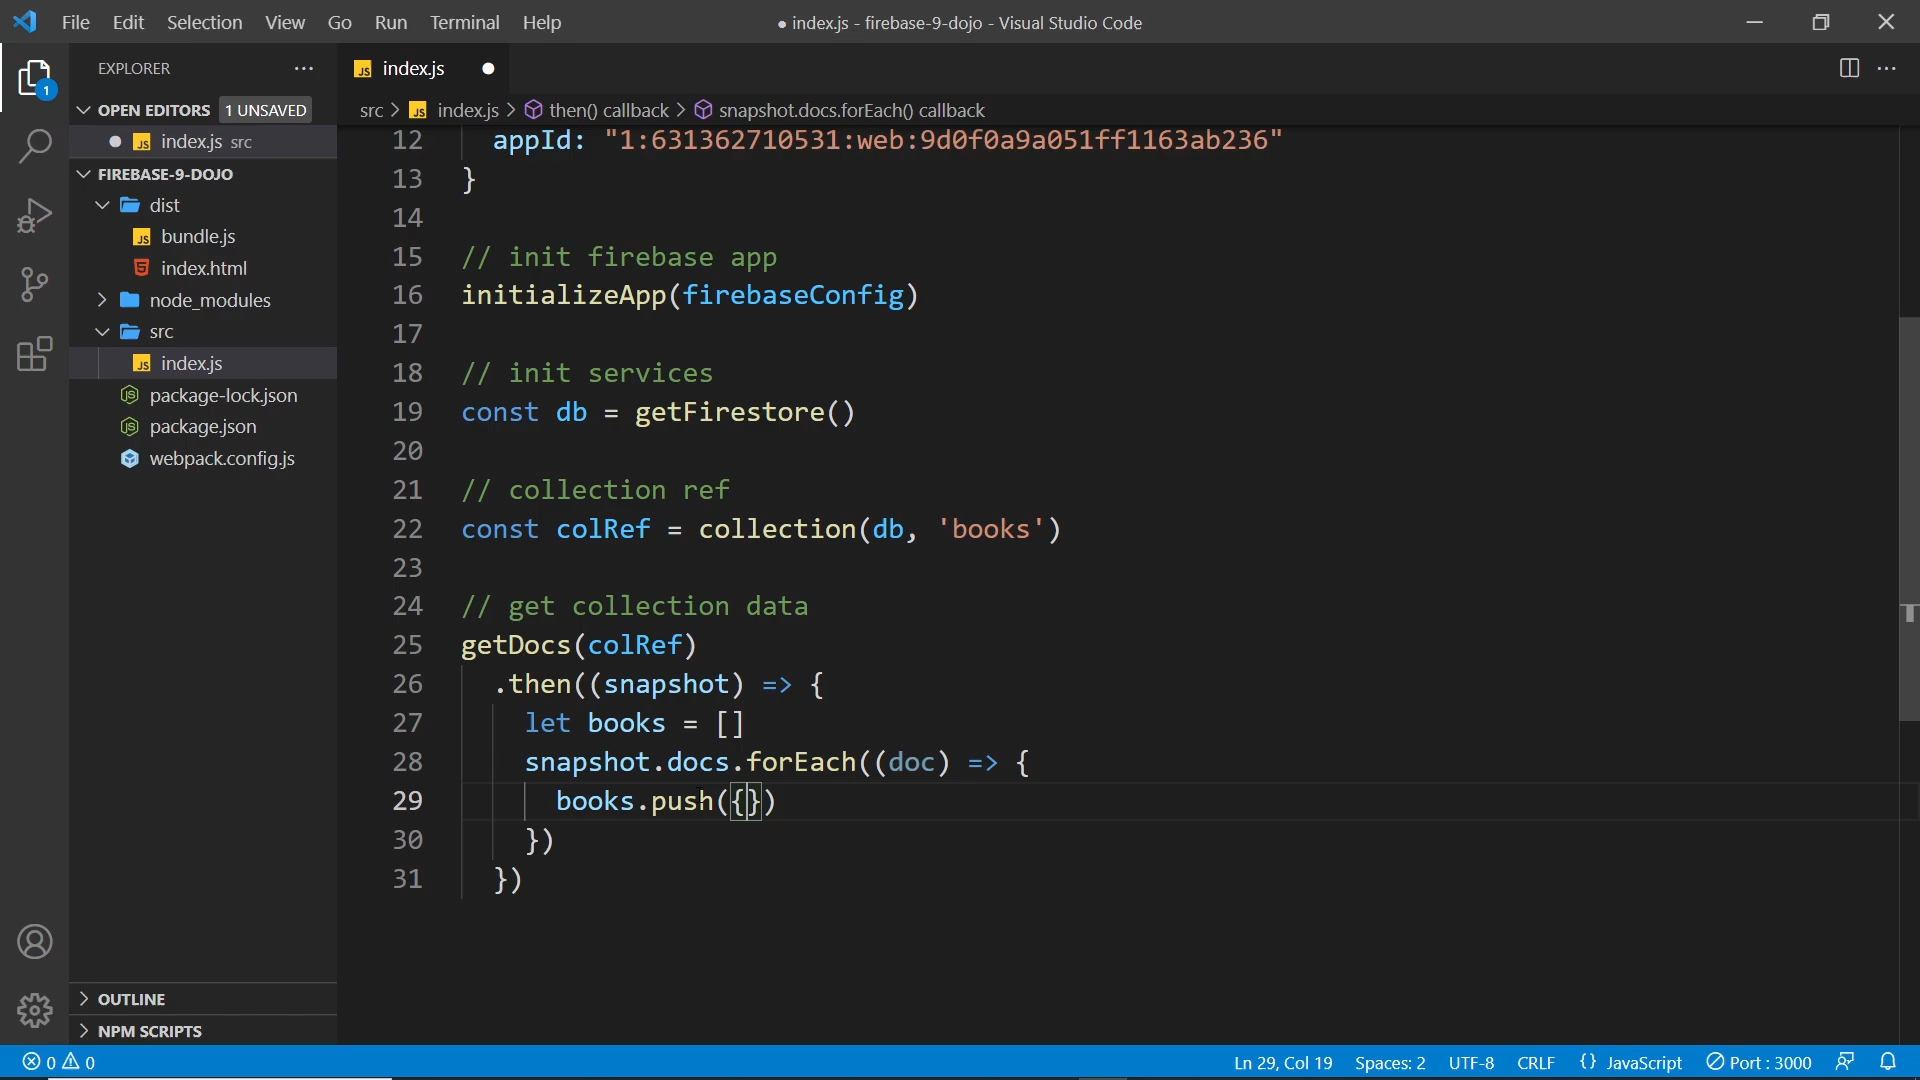 File Edit Selection View Go Run Terminal Help
● index.js - firebase-9-dojo - Visual Studio Code
1
EXPLORER
OPEN EDITORS 1 UNSAVED
index.js src
FIREBASE-9-DOJO
dist
bundle.js
index.html
node_modules
src
index.js
package-lock.json
package.json
webpack.config.js
OUTLINE
NPM SCRIPTS
index.js
src > index.js > then() callback > snapshot.docs.forEach() callback
12 appId: "1:631362710531:web:9d0f0a9a051ff1163ab236"
13 }
14
15 // init firebase app
16 initializeApp(firebaseConfig)
17
18 // init services
19 const db = getFirestore()
20
21 // collection ref
22 const colRef = collection(db, 'books')
23
24 // get collection data
25 getDocs(colRef)
26 .then((snapshot) => {
27 let books = []
28 snapshot.docs.forEach((doc) => {
29 books.push({})
30 })
31 })
0 0
Ln 29, Col 19 Spaces: 2 UTF-8 CRLF {} JavaScript Port : 3000